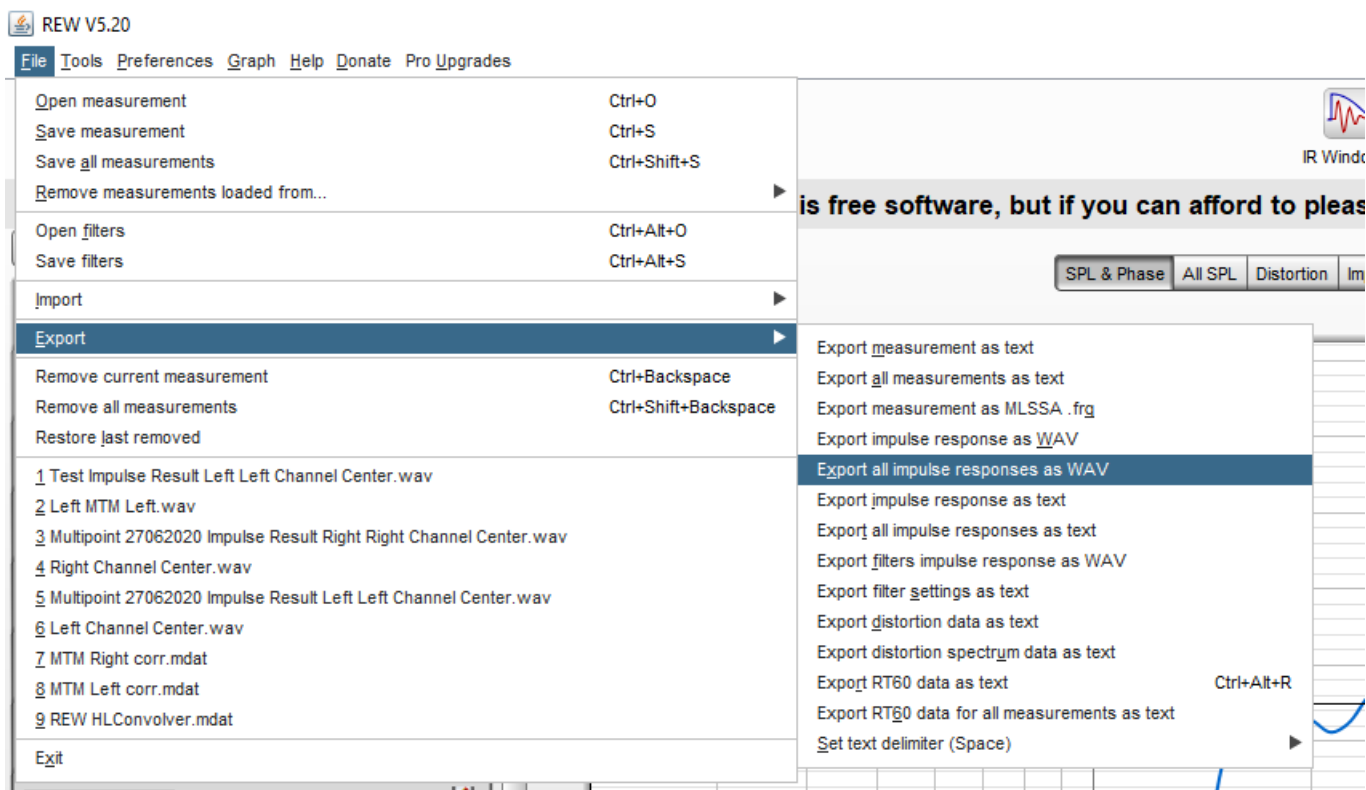 REW V5.20
File Tools Preferences Graph Help Donate Pro Upgrades
Open measurement Ctrl+O
Save measurement Ctrl+S
Save all measurements Ctrl+Shift+S
Remove measurements loaded from...
Open filters Ctrl+Alt+O
Save filters Ctrl+Alt+S
Import
Export
Remove current measurement Ctrl+Backspace
Remove all measurements Ctrl+Shift+Backspace
Restore last removed
1 Test Impulse Result Left Left Channel Center.wav
2 Left MTM Left.wav
3 Multipoint 27062020 Impulse Result Right Right Channel Center.wav
4 Right Channel Center.wav
5 Multipoint 27062020 Impulse Result Left Left Channel Center.wav
6 Left Channel Center.wav
7 MTM Right corr.mdat
8 MTM Left corr.mdat
9 REW HLConvolver.mdat
Exit
IR Windo
is free software, but if you can afford to pleas
SPL & Phase All SPL Distortion Im
Export measurement as text
Export all measurements as text
Export measurement as MLSSA .frq
Export impulse response as WAV
Export all impulse responses as WAV
Export impulse response as text
Export all impulse responses as text
Export filters impulse response as WAV
Export filter settings as text
Export distortion data as text
Export distortion spectrum data as text
Export RT60 data as text Ctrl+Alt+R
Export RT60 data for all measurements as text
Set text delimiter (Space)